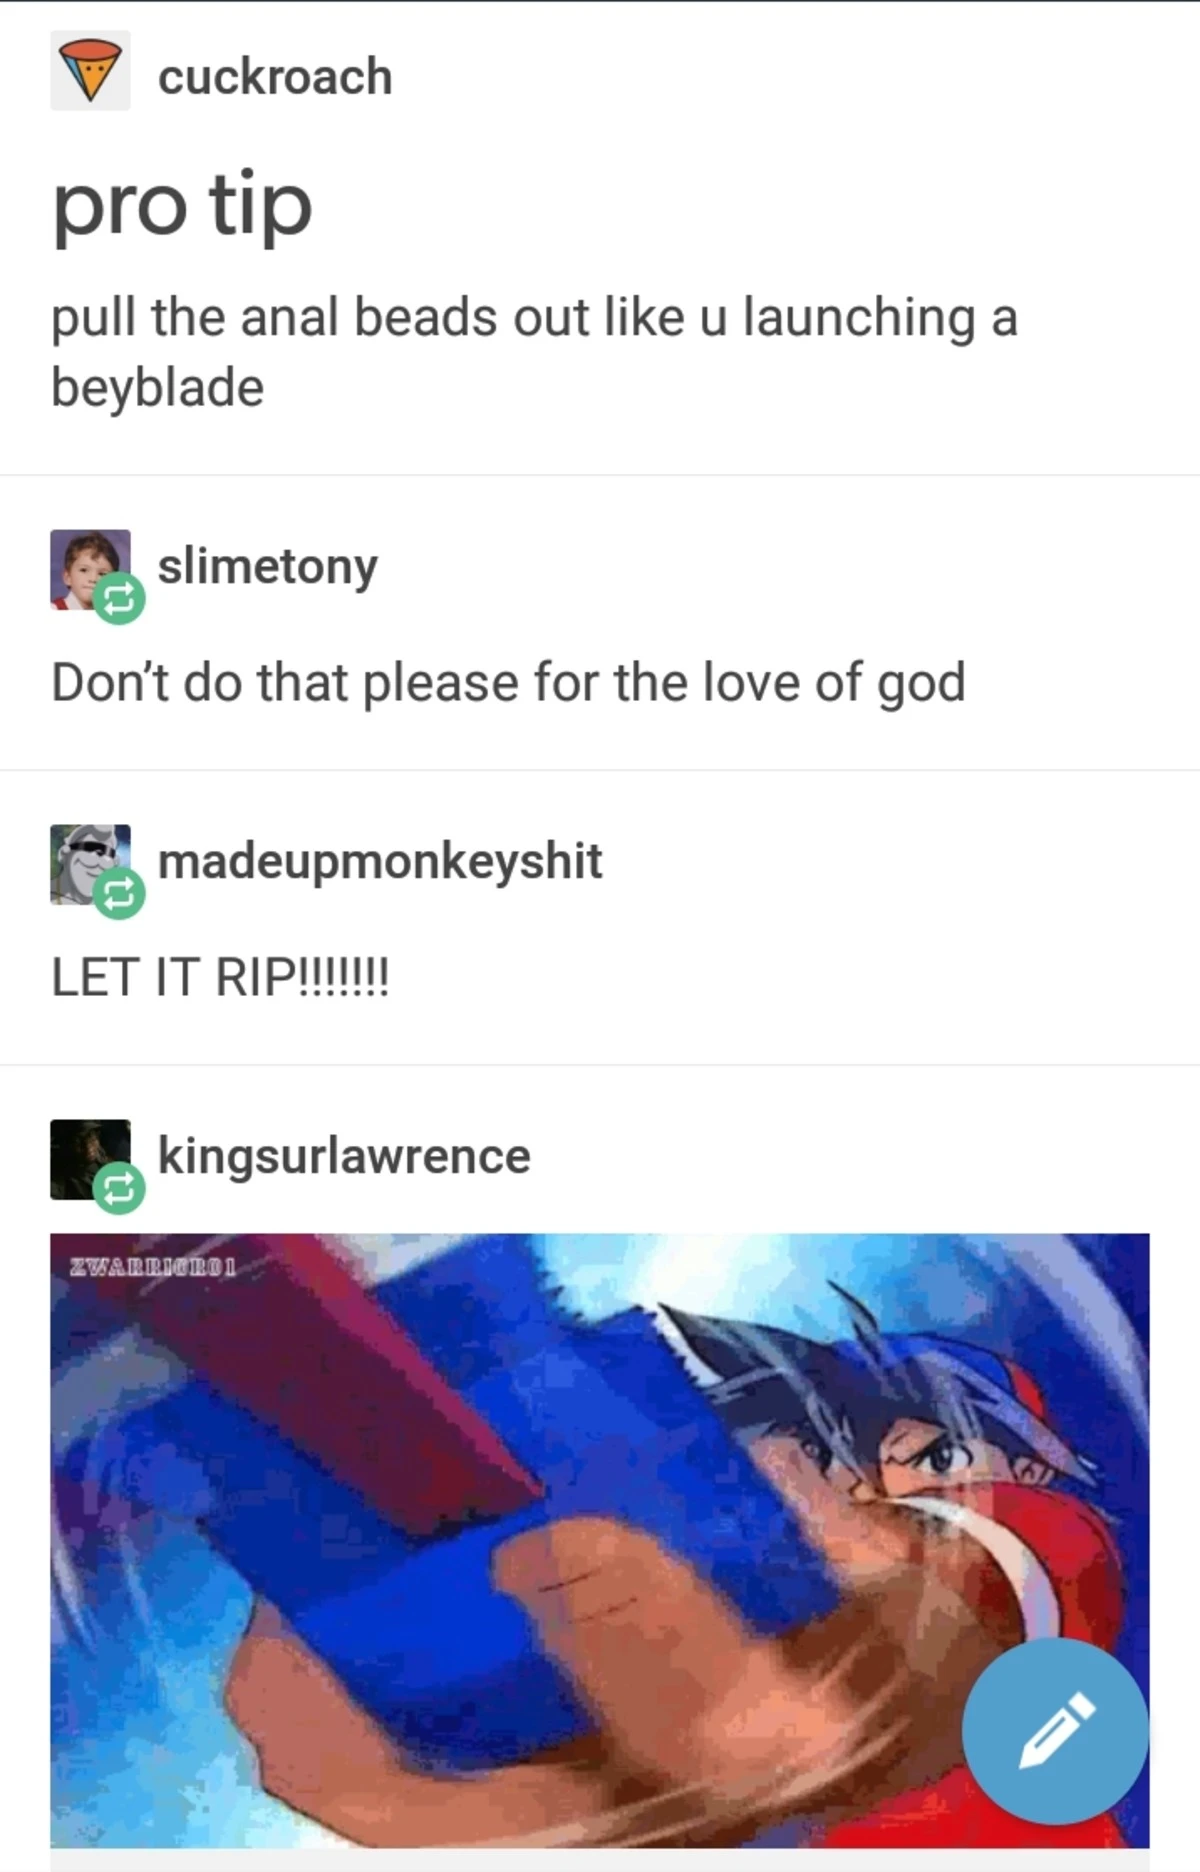 cuckroach
pro tip
pull the anal beads out like u launching a
beyblade
slimetony
Don’t do that please for the love of god
madeupmonkeyshit
LET IT RIP!!!!!!!
kingsurlawrence
ZWARRIOR01